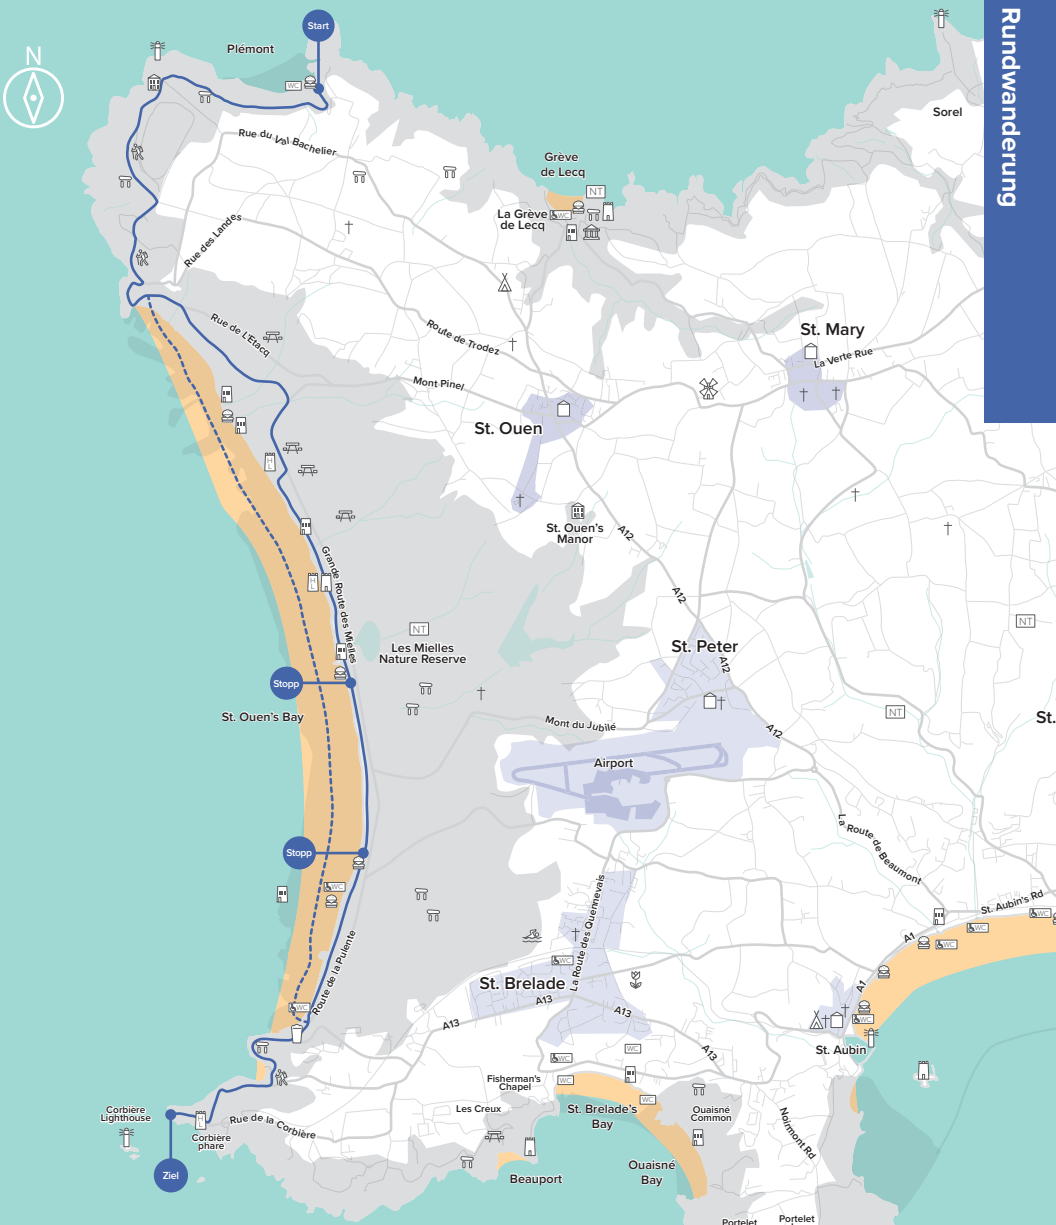 Rundwanderung
N
Start
Plémont
WC
Sorel
Rue du Val Bachelier
Grève
de Lecq
NT
La Grève
de Lecq
WC
Rue des Landes
Rue de L'Etacq
Route de Trodez
St. Mary
La Verte Rue
Mont Pinel
St. Ouen
H
L
St. Ouen's
Manor
A12
Grande Route des Mielles
H
L
A12
NT
Les Mielles
Nature Reserve
NT
St. Peter
A12
Stopp
St. Ouen's Bay
St.
Mont du Jubilé
A12
Airport
La Route de Beaumont
Stopp
WC
La Route des Quennevais
St. Aubin's Rd
WC
WC
A1
WC
Route de la Pulente
WC
St. Brelade
A13
A13
A13
A1
WC
WC
St. Aubin
A13
WC
WC
Fisherman's
Chapel
WC
WC
Les Creux
St. Brelade's
Bay
Ouaisné
Common
Noirmont Rd
Corbière
Lighthouse
H
L
Corbière
phare
Rue de la Corbière
Ziel
Beauport
Ouaisné
Bay
Portelet
Portelet